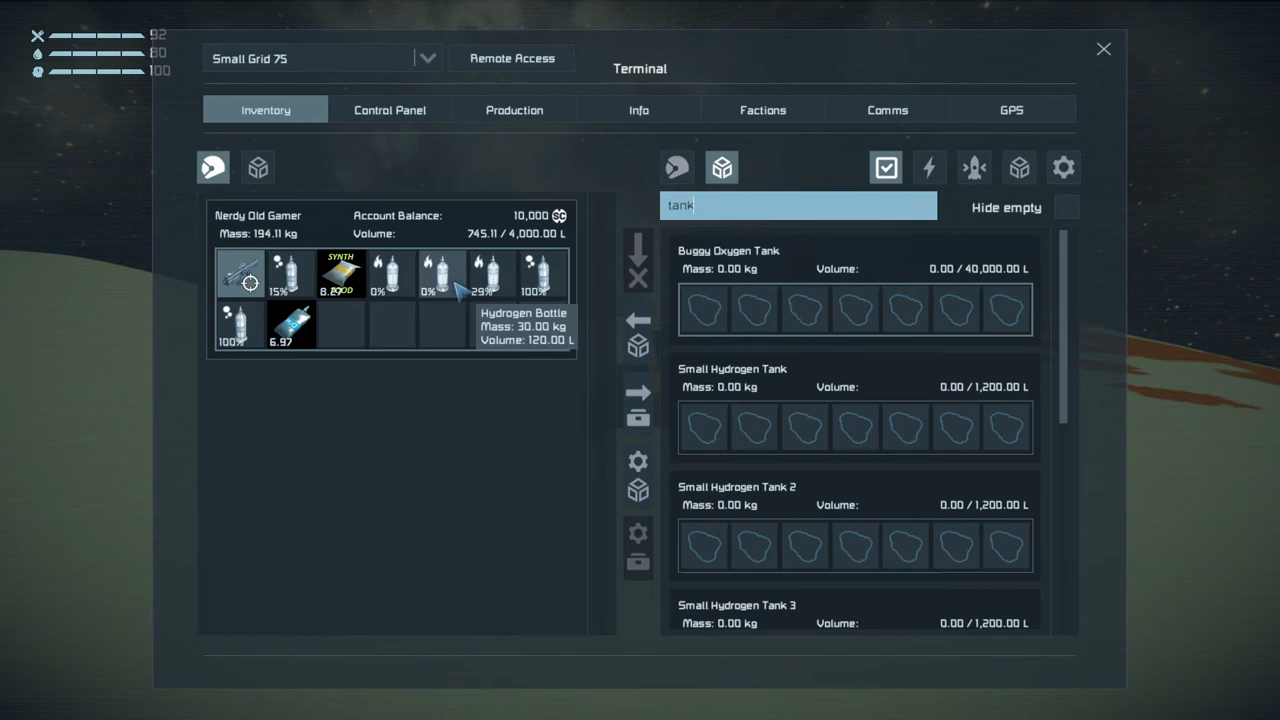 92
80
100
Small Grid 75
Remote Access
Terminal
Inventory
Control Panel
Production
Info
Factions
Comms
GPS
tank
Hide empty
Nerdy Old Gamer
Account Balance:
10,000 SC
Mass: 194.11 kg
Volume:
745.11 / 4,000.00 L
15%
SYNTH
FOOD
8.27
0%
0%
29%
100%
100%
6.97
Hydrogen Bottle
Mass: 30.00 kg
Volume: 120.00 L
Buggy Oxygen Tank
Mass: 0.00 kg
Volume:
0.00 / 40,000.00 L
Small Hydrogen Tank
Mass: 0.00 kg
Volume:
0.00 / 1,200.00 L
Small Hydrogen Tank 2
Mass: 0.00 kg
Volume:
0.00 / 1,200.00 L
Small Hydrogen Tank 3
Mass: 0.00 kg
Volume:
0.00 / 1,200.00 L